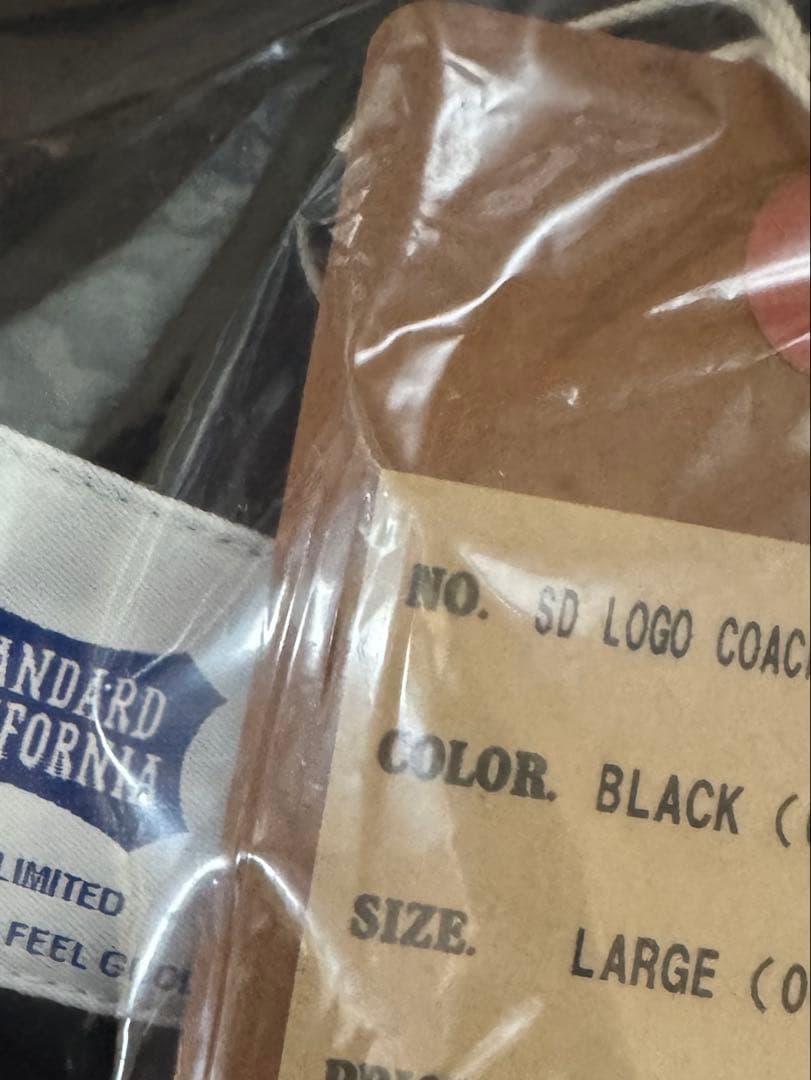 ANDARD
FORNIA
LIMITED
FEEL
NO. SD LOGO COAC
COLOR. BLACK (
SIZE. LARGE (O